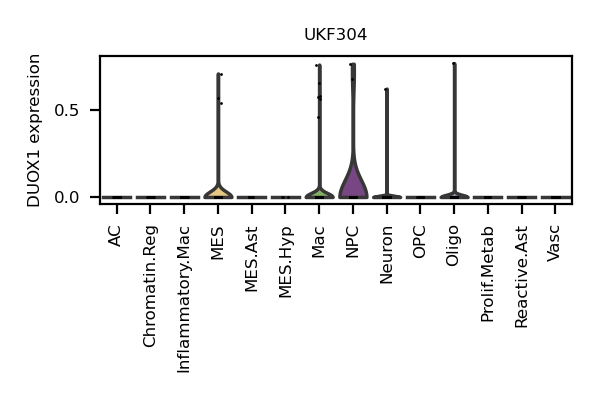 UKF304
DUOX1 expression
0.5
0.0
AC
Chromatin.Reg
Inflammatory.Mac
MES
MES.Ast
MES.Hyp
Mac
NPC
Neuron
OPC
Oligo
Prolif.Metab
Reactive.Ast
Vasc